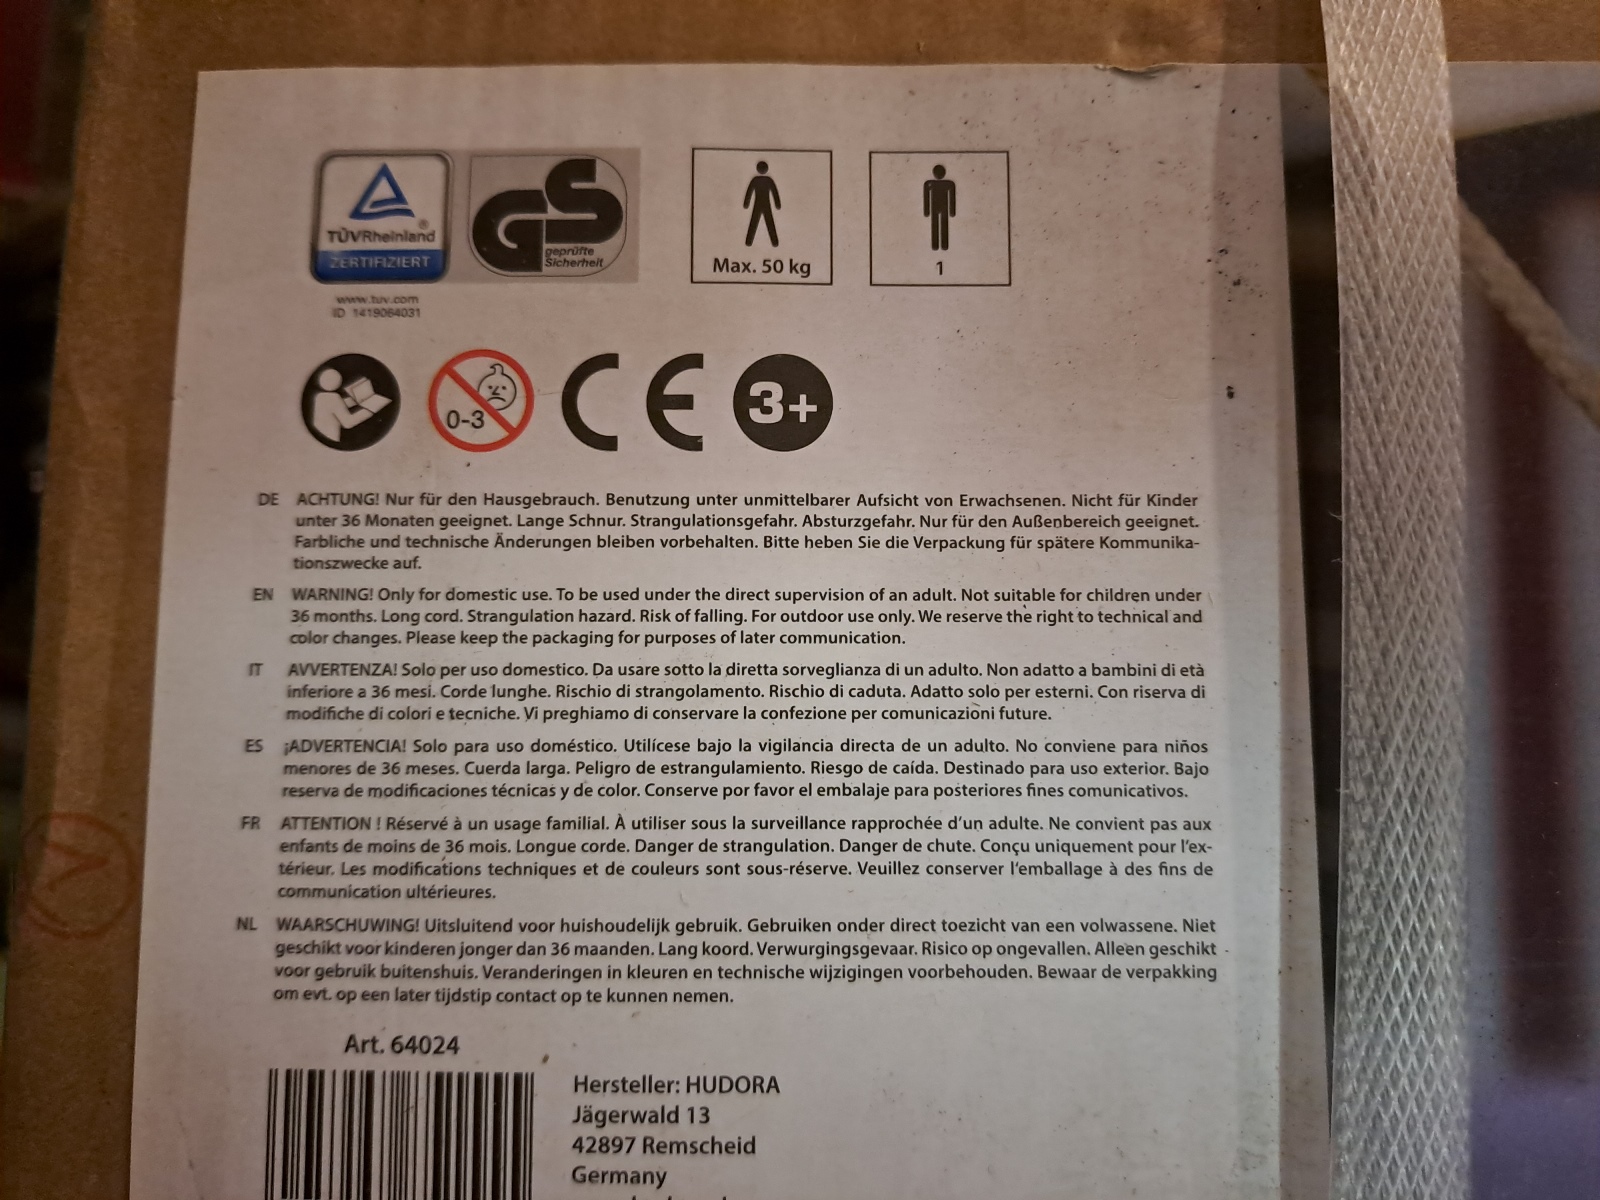 TÜVRheinland®
ZERTIFIZIERT
www.tuv.com
ID 1419064031
GS
geprüfte
Sicherheit
Max. 50 kg
1
0-3
CE
3+
DE ACHTUNG! Nur für den Hausgebrauch. Benutzung unter unmittelbarer Aufsicht von Erwachsenen. Nicht für Kinder
unter 36 Monaten geeignet. Lange Schnur. Strangulationsgefahr. Absturzgefahr. Nur für den Außenbereich geeignet.
Farbliche und technische Änderungen bleiben vorbehalten. Bitte heben Sie die Verpackung für spätere Kommunika-
tionszwecke auf.
EN WARNING! Only for domestic use. To be used under the direct supervision of an adult. Not suitable for children under
36 months. Long cord. Strangulation hazard. Risk of falling. For outdoor use only. We reserve the right to technical and
color changes. Please keep the packaging for purposes of later communication.
IT AVVERTENZA! Solo per uso domestico. Da usare sotto la diretta sorveglianza di un adulto. Non adatto a bambini di età
inferiore a 36 mesi. Corde lunghe. Rischio di strangolamento. Rischio di caduta. Adatto solo per esterni. Con riserva di
modifiche di colori e tecniche. Vi preghiamo di conservare la confezione per comunicazioni future.
ES ¡ADVERTENCIA! Solo para uso doméstico. Utilícese bajo la vigilancia directa de un adulto. No conviene para niños
menores de 36 meses. Cuerda larga. Peligro de estrangulamiento. Riesgo de caída. Destinado para uso exterior. Bajo
reserva de modificaciones técnicas y de color. Conserve por favor el embalaje para posteriores fines comunicativos.
FR ATTENTION ! Réservé à un usage familial. À utiliser sous la surveillance rapprochée d'un adulte. Ne convient pas aux
enfants de moins de 36 mois. Longue corde. Danger de strangulation. Danger de chute. Conçu uniquement pour l'ex-
térieur. Les modifications techniques et de couleurs sont sous-réserve. Veuillez conserver l'emballage à des fins de
communication ultérieures.
NL WAARSCHUWING! Uitsluitend voor huishoudelijk gebruik. Gebruiken onder direct toezicht van een volwassene. Niet
geschikt voor kinderen jonger dan 36 maanden. Lang koord. Verwurgingsgevaar. Risico op ongevallen. Alleen geschikt
voor gebruik buitenshuis. Veranderingen in kleuren en technische wijzigingen voorbehouden. Bewaar de verpakking
om evt. op een later tijdstip contact op te kunnen nemen.
Art. 64024
Hersteller: HUDORA
Jägerwald 13
42897 Remscheid
Germany